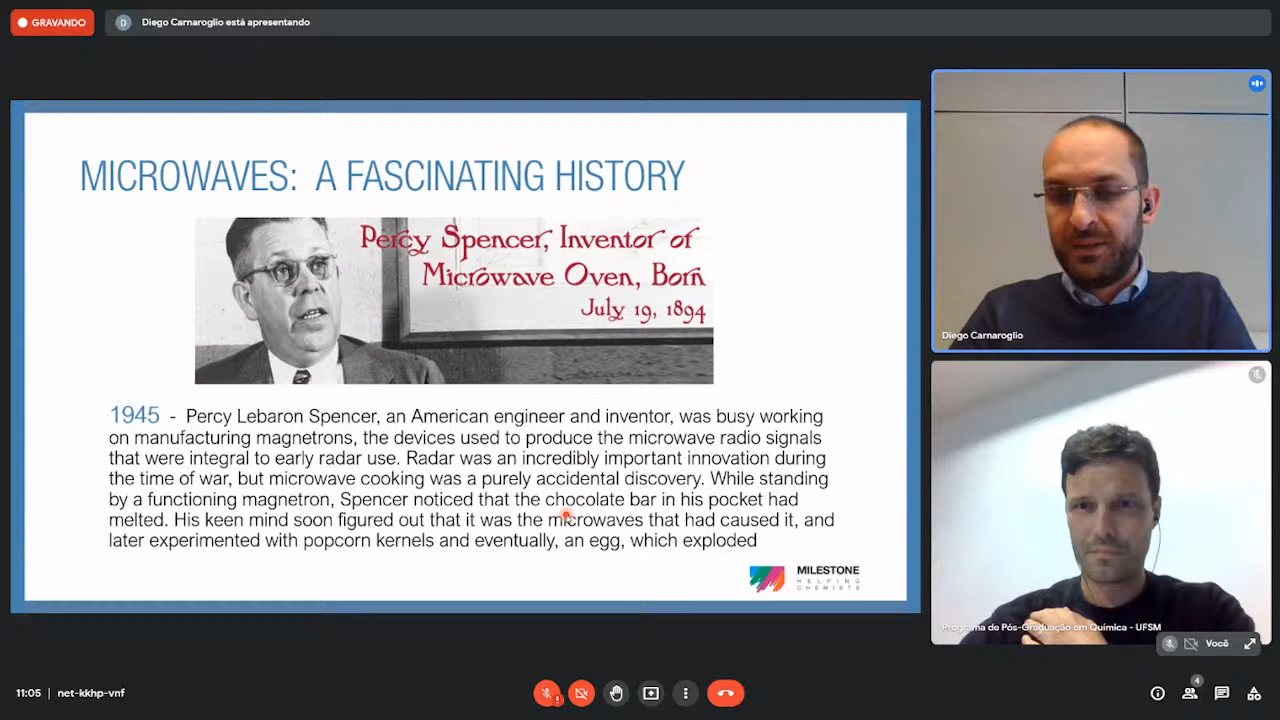 GRAVANDO
D
Diego Carnaroglio está apresentando
MICROWAVES: A FASCINATING HISTORY
Percy Spencer, Inventor of
Microwave Oven, Born
July 19, 1894
1945 - Percy Lebaron Spencer, an American engineer and inventor, was busy working
on manufacturing magnetrons, the devices used to produce the microwave radio signals
that were integral to early radar use. Radar was an incredibly important innovation during
the time of war, but microwave cooking was a purely accidental discovery. While standing
by a functioning magnetron, Spencer noticed that the chocolate bar in his pocket had
melted. His keen mind soon figured out that it was the microwaves that had caused it, and
later experimented with popcorn kernels and eventually, an egg, which exploded
MILESTONE
HELPING
CHEMISTS
Diego Carnaroglio
Programa de Pós-Graduação em Química - UFSM
Você
11:05 | net-kkhp-vnf
4